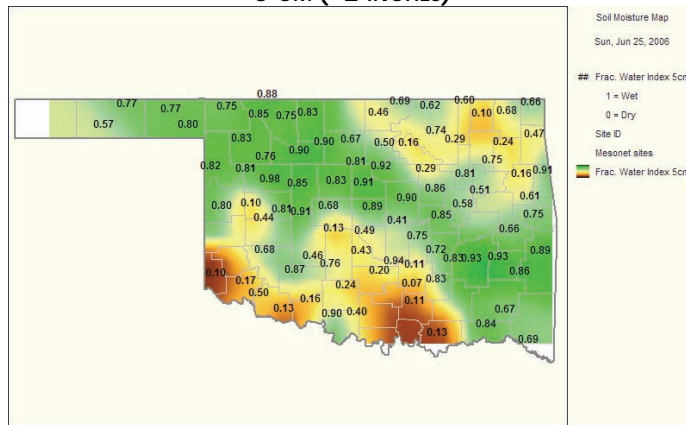 5 CM (~2 INCHES)
Soil Moisture Map
Sun, Jun 25, 2006
## Frac. Water Index 5cm
1 = Wet
0 = Dry
Site ID
Mesonet sites
Frac. Water Index 5cm
0.88
0.77 0.77 0.75 0.85 0.75 0.83 0.46 0.69 0.62 0.60 0.10 0.68 0.66
0.57 0.80 0.83 0.90 0.67 0.50 0.16 0.74 0.29 0.24 0.47
0.82 0.81 0.76 0.90 0.81 0.92 0.29 0.81 0.75 0.16 0.91
0.98 0.85 0.83 0.91 0.90 0.86 0.51 0.61
0.80 0.10 0.44 0.81 0.91 0.68 0.89 0.41 0.85 0.58 0.75
0.13 0.49 0.75 0.66
0.68 0.87 0.46 0.76 0.43 0.94 0.11 0.72 0.83 0.93 0.93 0.89
0.10 0.17 0.20 0.07 0.83 0.86
0.50 0.13 0.16 0.24 0.11 0.67
0.90 0.40 0.13 0.84 0.69